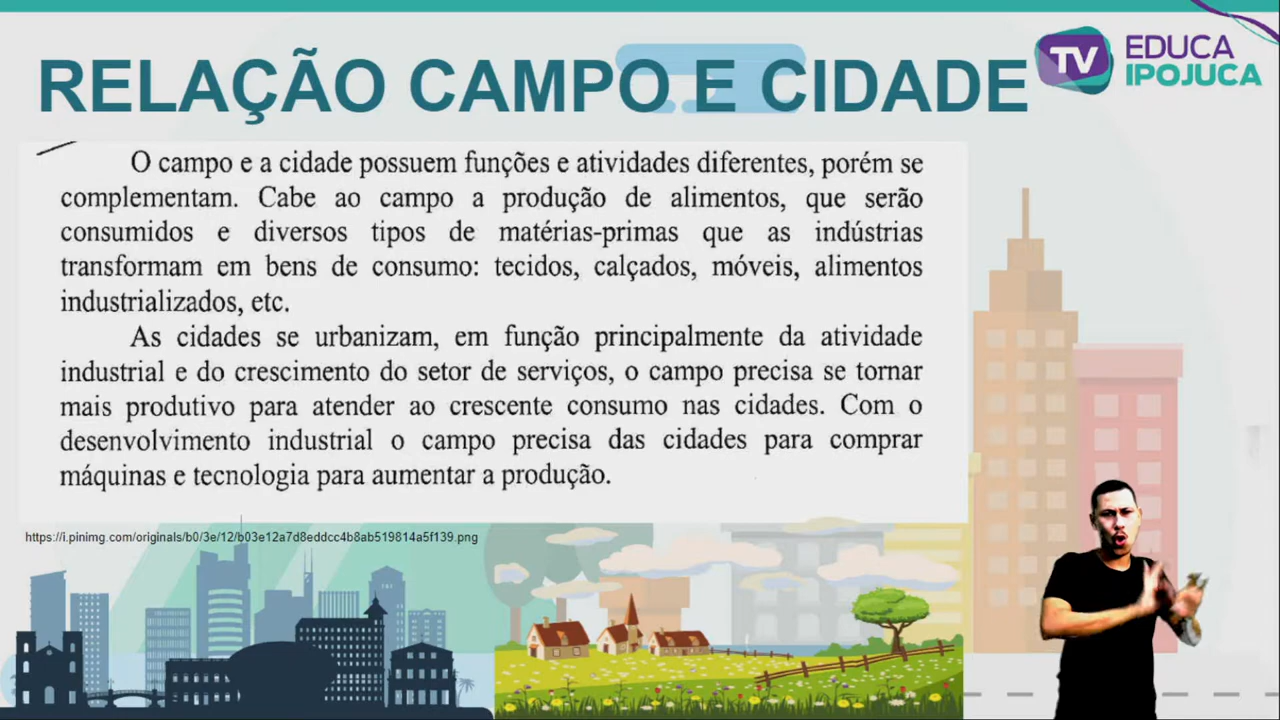 RELAÇÃO CAMPO E CIDADE
TV EDUCA
IPOJUCA
O campo e a cidade possuem funções e atividades diferentes, porém se
complementam. Cabe ao campo a produção de alimentos, que serão
consumidos e diversos tipos de matérias-primas que as indústrias
transformam em bens de consumo: tecidos, calçados, móveis, alimentos
industrializados, etc.
As cidades se urbanizam, em função principalmente da atividade
industrial e do crescimento do setor de serviços, o campo precisa se tornar
mais produtivo para atender ao crescente consumo nas cidades. Com o
desenvolvimento industrial o campo precisa das cidades para comprar
máquinas e tecnologia para aumentar a produção.
https://i.pinimg.com/originals/b0/3e/12/b03e12a7d8eddcc4b8ab519814a5f139.png